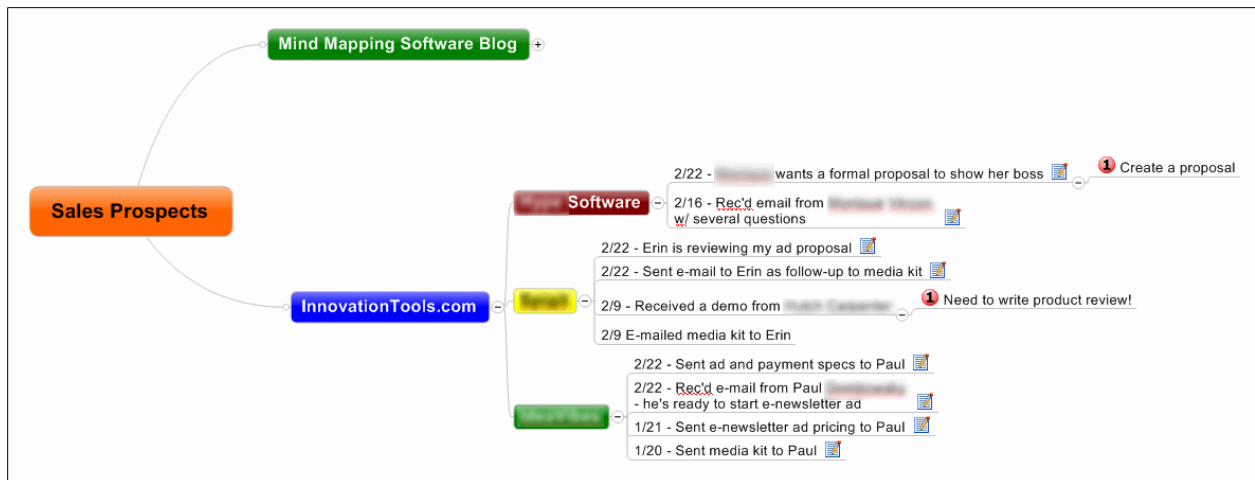 Mind Mapping Software Blog
Sales Prospects
InnovationTools.com
Software
2/22 - wants a formal proposal to show her boss
1 Create a proposal
2/16 - Rec'd email from
w/ several questions
2/22 - Erin is reviewing my ad proposal
2/22 - Sent e-mail to Erin as follow-up to media kit
2/9 - Received a demo from
1 Need to write product review!
2/9 E-mailed media kit to Erin
2/22 - Sent ad and payment specs to Paul
2/22 - Rec'd e-mail from Paul
- he's ready to start e-newsletter ad
1/21 - Sent e-newsletter ad pricing to Paul
1/20 - Sent media kit to Paul